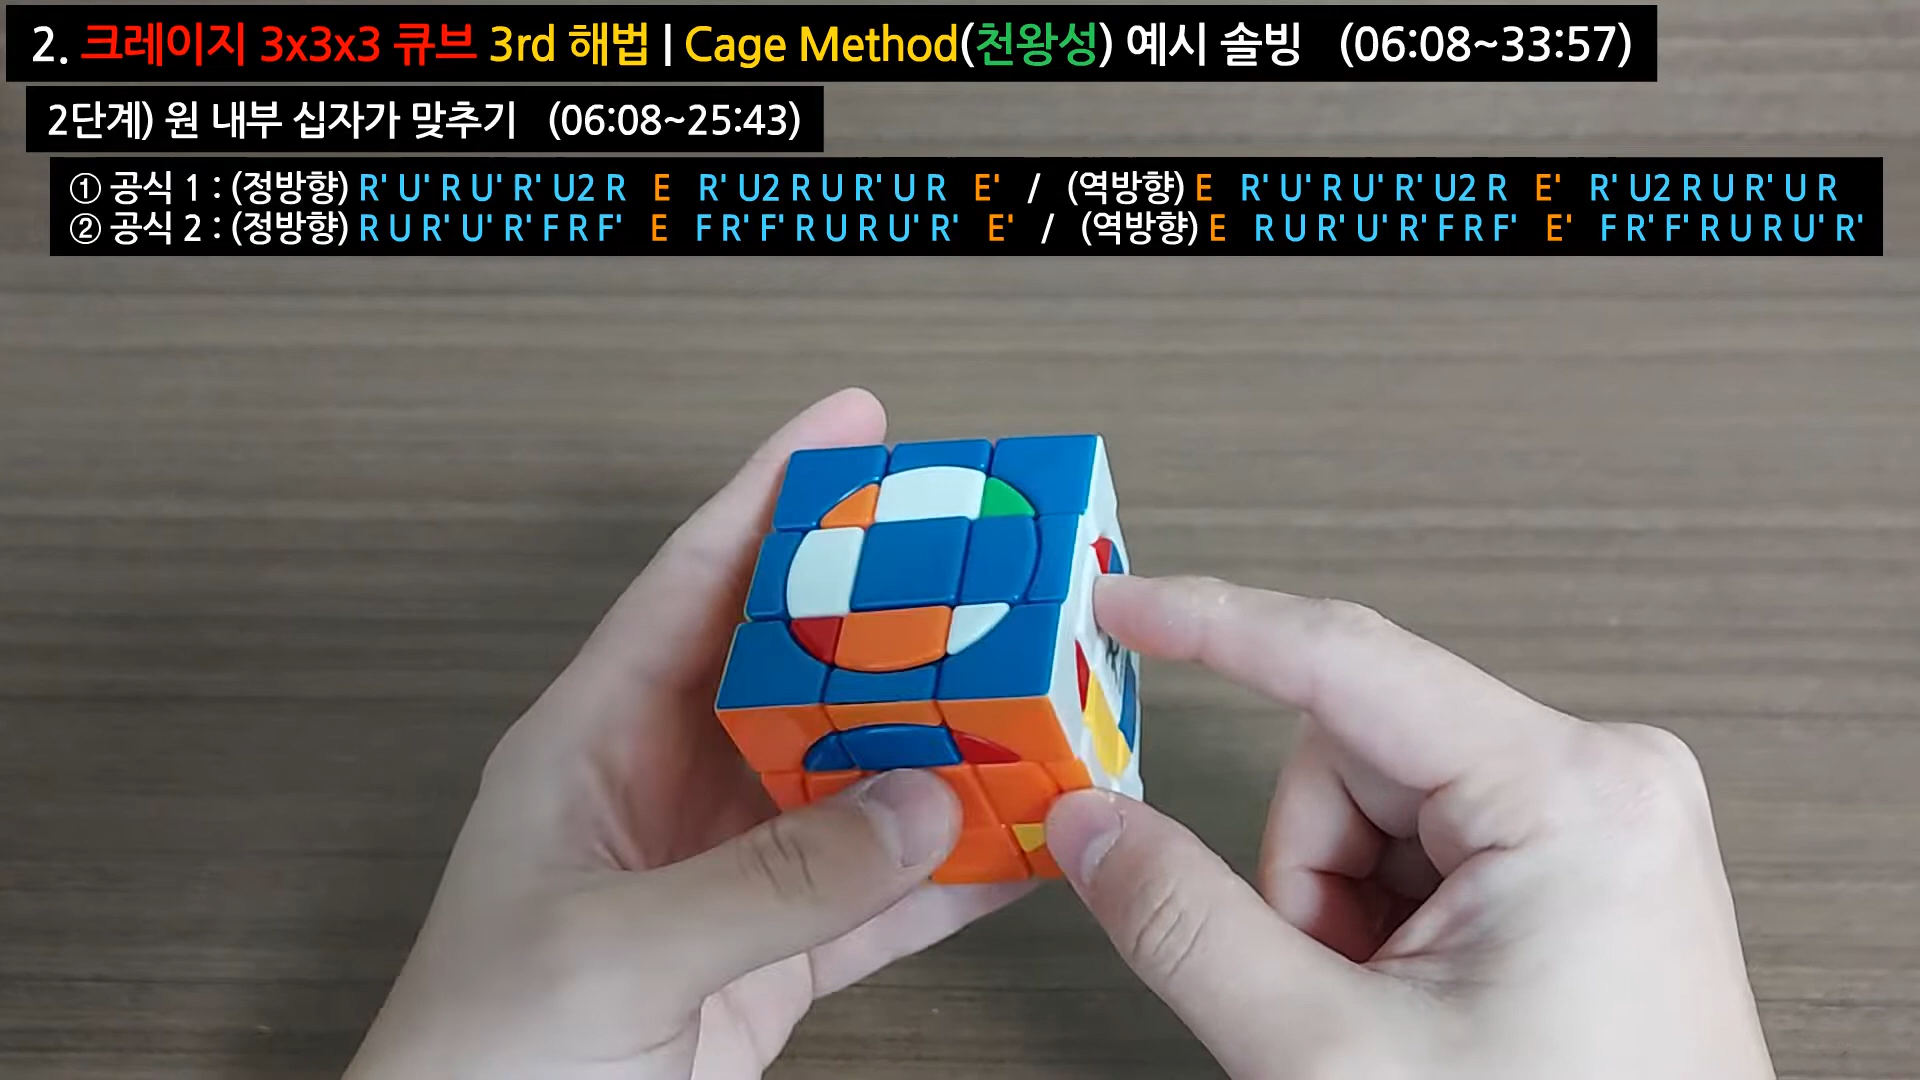 2. 크레이지 3x3x3 큐브 3rd 해법 | Cage Method(천왕성) 예시 솔빙 (06:08~33:57)
2단계) 원 내부 십자가 맞추기 (06:08~25:43)
① 공식 1 : (정방향) R' U' R U' R' U2 R E R' U2 R U R' U R E' / (역방향) E R' U' R U' R' U2 R E' R' U2 R U R' U R
② 공식 2 : (정방향) R U R' U' R' F R F' E F R' F' R U R U' R' E' / (역방향) E R U R' U' R' F R F' E' F R' F' R U R U' R'